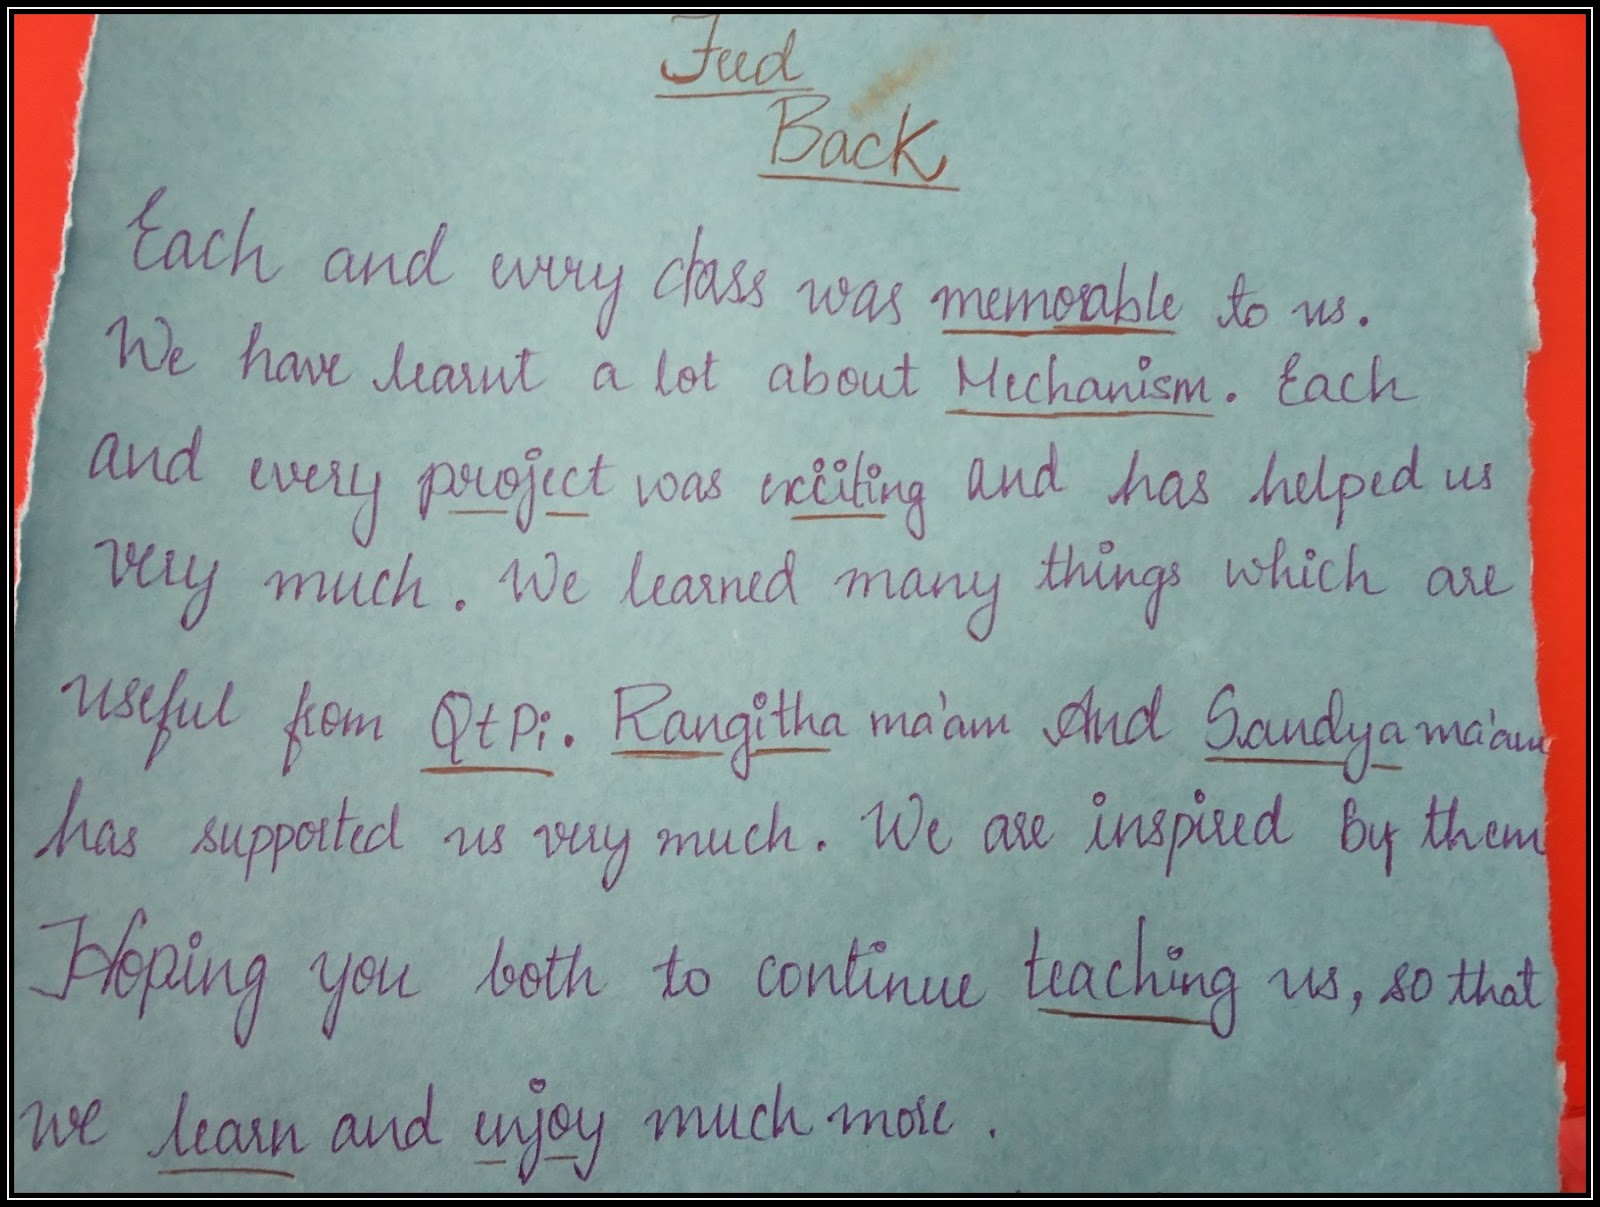 Feed
Back
Each and every class was memorable to us.
We have learnt a lot about Mechanism. Each
and every project was exciting and has helped us
very much. We learned many things which are
useful from QtPi. Rangitha ma'am And Sandya ma'am
has supported us very much. We are inspired by them
Hoping you both to continue teaching us, so that
we learn and enjoy much more.